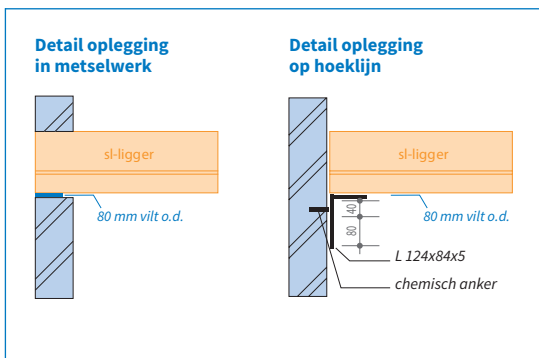 Detail oplegging
in metselwerk
sl-ligger
80 mm vilt o.d.
Detail oplegging
op hoeklijn
sl-ligger
40
80
80 mm vilt o.d.
L 124x84x5
chemisch anker